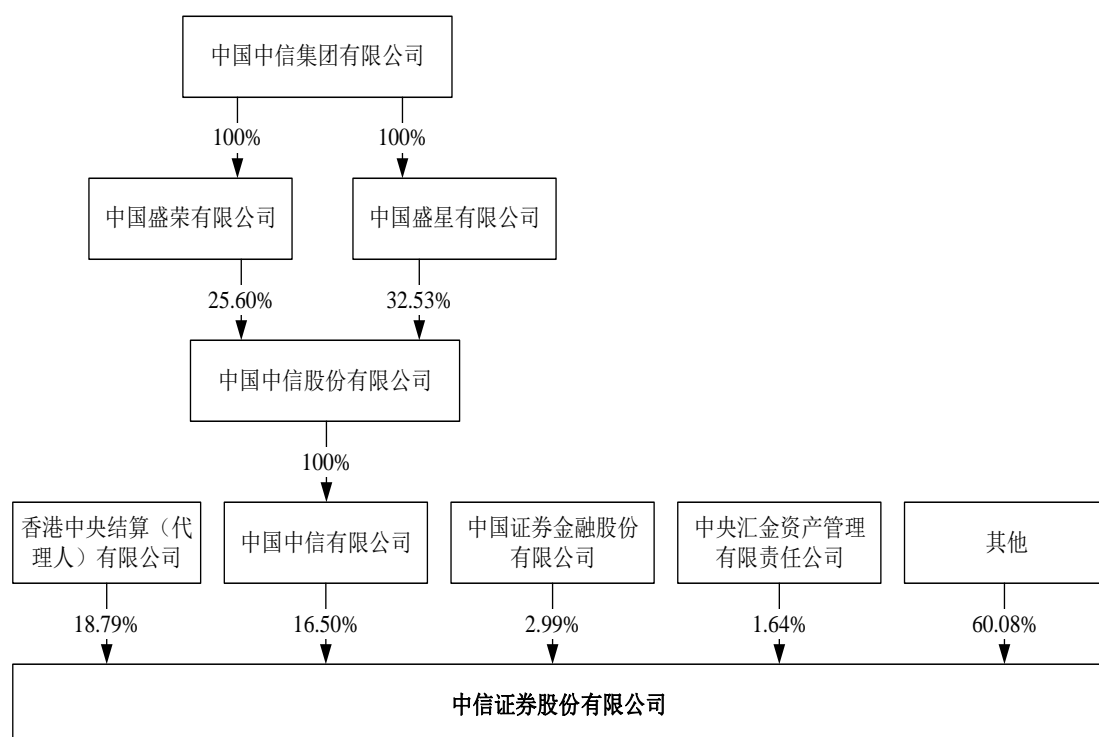 中国中信集团有限公司
100%
100%
中国盛荣有限公司
中国盛星有限公司
25.60%
32.53%
中国中信股份有限公司
100%
香港中央结算（代
理人）有限公司
中国中信有限公司
中国证券金融股份
有限公司
中央汇金资产管理
有限责任公司
其他
18.79%
16.50%
2.99%
1.64%
60.08%
中信证券股份有限公司